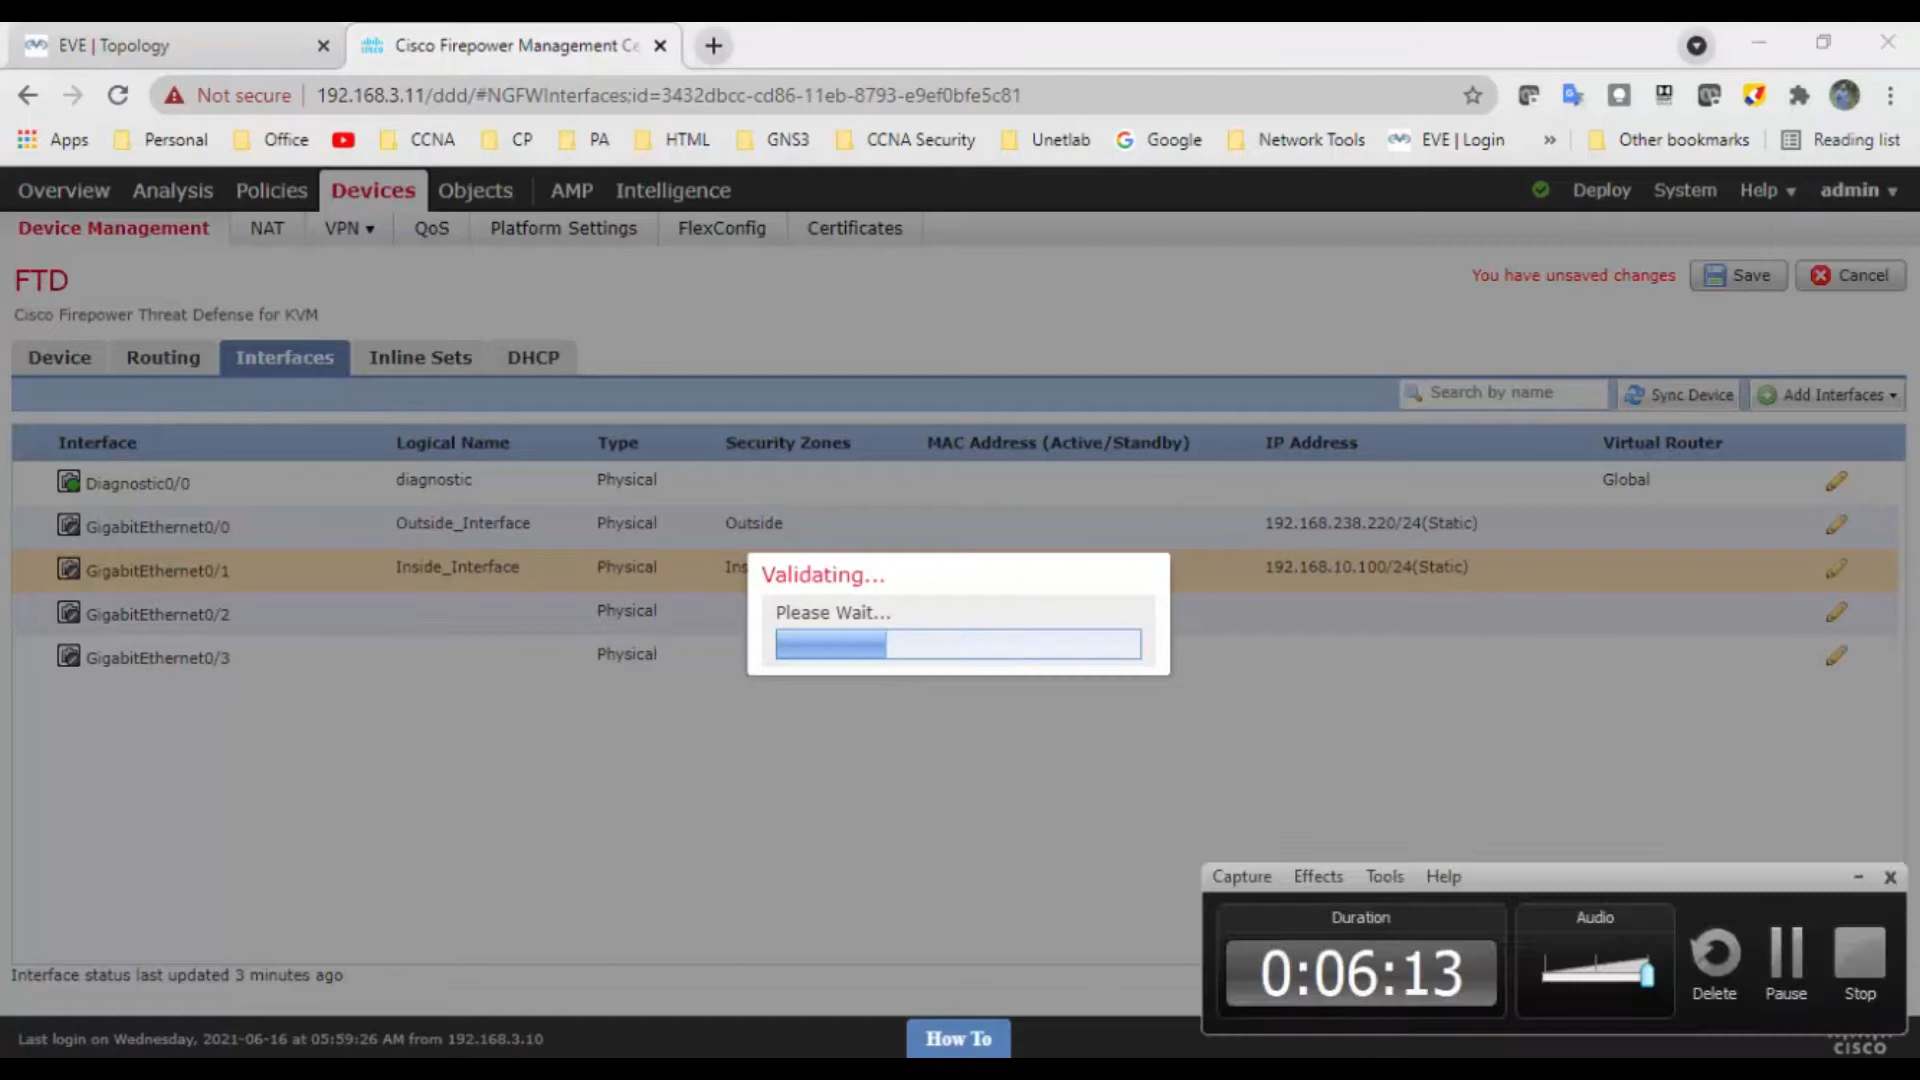 EVE | Topology
Cisco Firepower Management Ce
Not secure
192.168.3.11/ddd/#NGFWInterfaces;id=3432dbcc-cd86-11eb-8793-e9ef0bfe5c81
Apps Personal Office CCNA CP PA HTML GNS3 CCNA Security Unetlab Google Network Tools EVE | Login » Other bookmarks Reading list
Overview Analysis Policies Devices Objects AMP Intelligence Deploy System Help admin
Device Management NAT VPN QoS Platform Settings FlexConfig Certificates
FTD
You have unsaved changes Save Cancel
Cisco Firepower Threat Defense for KVM
Device Routing Interfaces Inline Sets DHCP
Search by name Sync Device Add Interfaces
Interface Logical Name Type Security Zones MAC Address (Active/Standby) IP Address Virtual Router
Diagnostic0/0 diagnostic Physical Global
GigabitEthernet0/0 Outside_Interface Physical Outside 192.168.238.220/24(Static)
GigabitEthernet0/1 Inside_Interface Physical Ins 192.168.10.100/24(Static)
GigabitEthernet0/2 Physical
GigabitEthernet0/3 Physical
Validating...
Please Wait...
Capture Effects Tools Help
Duration
0:06:13
Audio
Delete Pause Stop
Interface status last updated 3 minutes ago
Last login on Wednesday, 2021-06-16 at 05:59:26 AM from 192.168.3.10
How To
CISCO